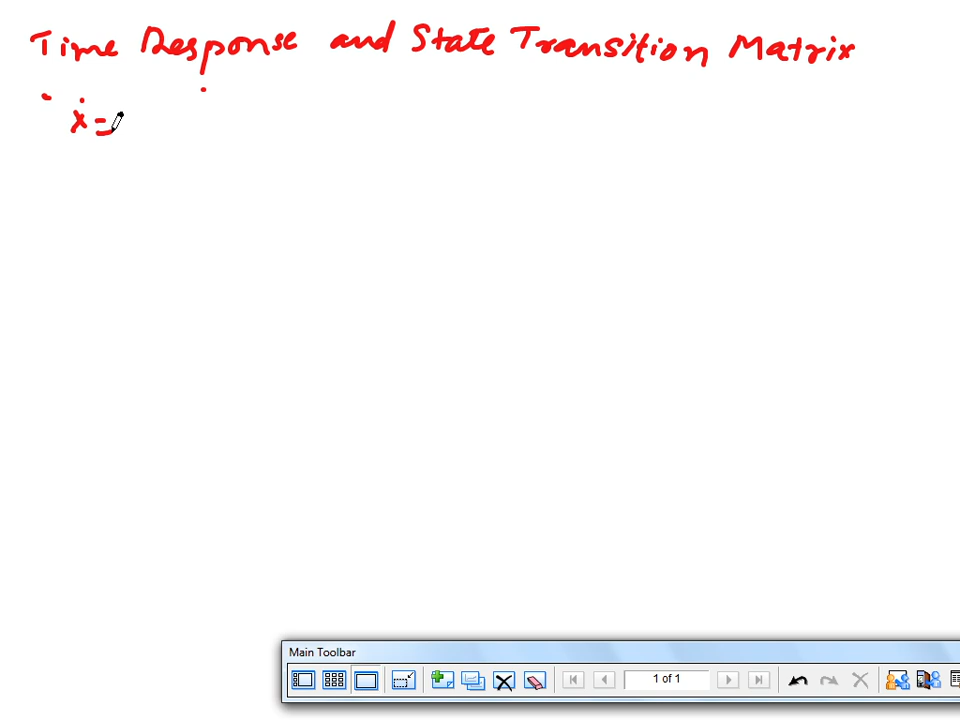 Time Response and State Transition Matrix
ẋ =
Main Toolbar
1 of 1